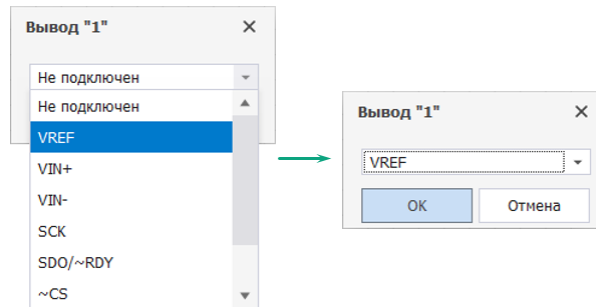 Вывод "1"
Не подключен
Не подключен
VREF
VIN+
VIN-
SCK
SDO/~RDY
~CS
Вывод "1"
VREF
OK
Отмена